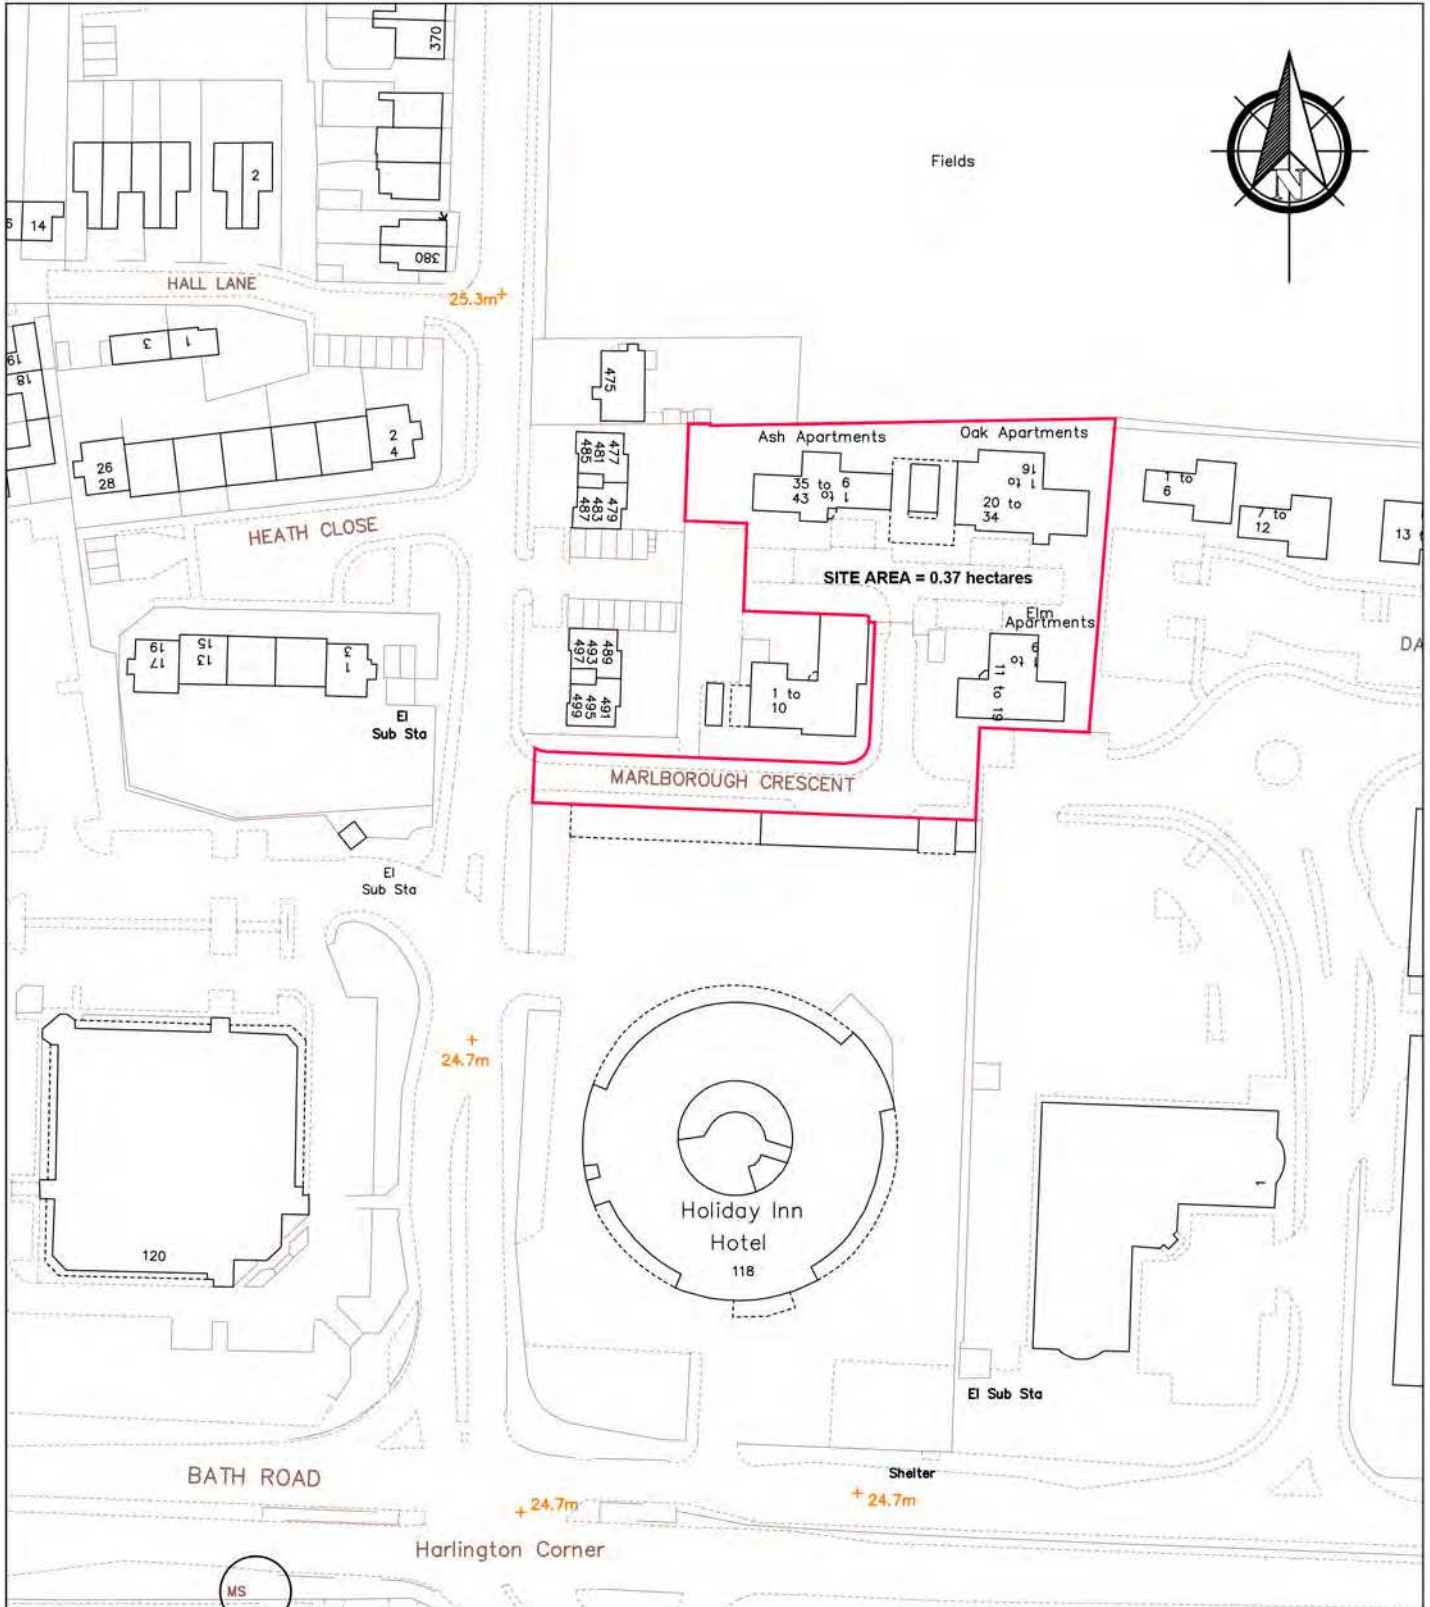 370
Fields
N
2
14
380
HALL LANE
25.3m
3
1
19
18
475
2
4
26
28
HEATH CLOSE
477
481
485
479
483
487
Ash Apartments
Oak Apartments
35 to
43
1 to 9
1 to 16
20 to
34
1 to
6
7 to
12
13
SITE AREA = 0.37 hectares
Elm
Apartments
1 to 9
11 to 19
DA
19
17
15
13
3
1
489
493
497
491
495
499
1 to
10
El
Sub Sta
MARLBOROUGH CRESCENT
El
Sub Sta
24.7m
Holiday Inn
Hotel
118
120
1
El Sub Sta
BATH ROAD
Shelter
24.7m
24.7m
Harlington Corner
MS